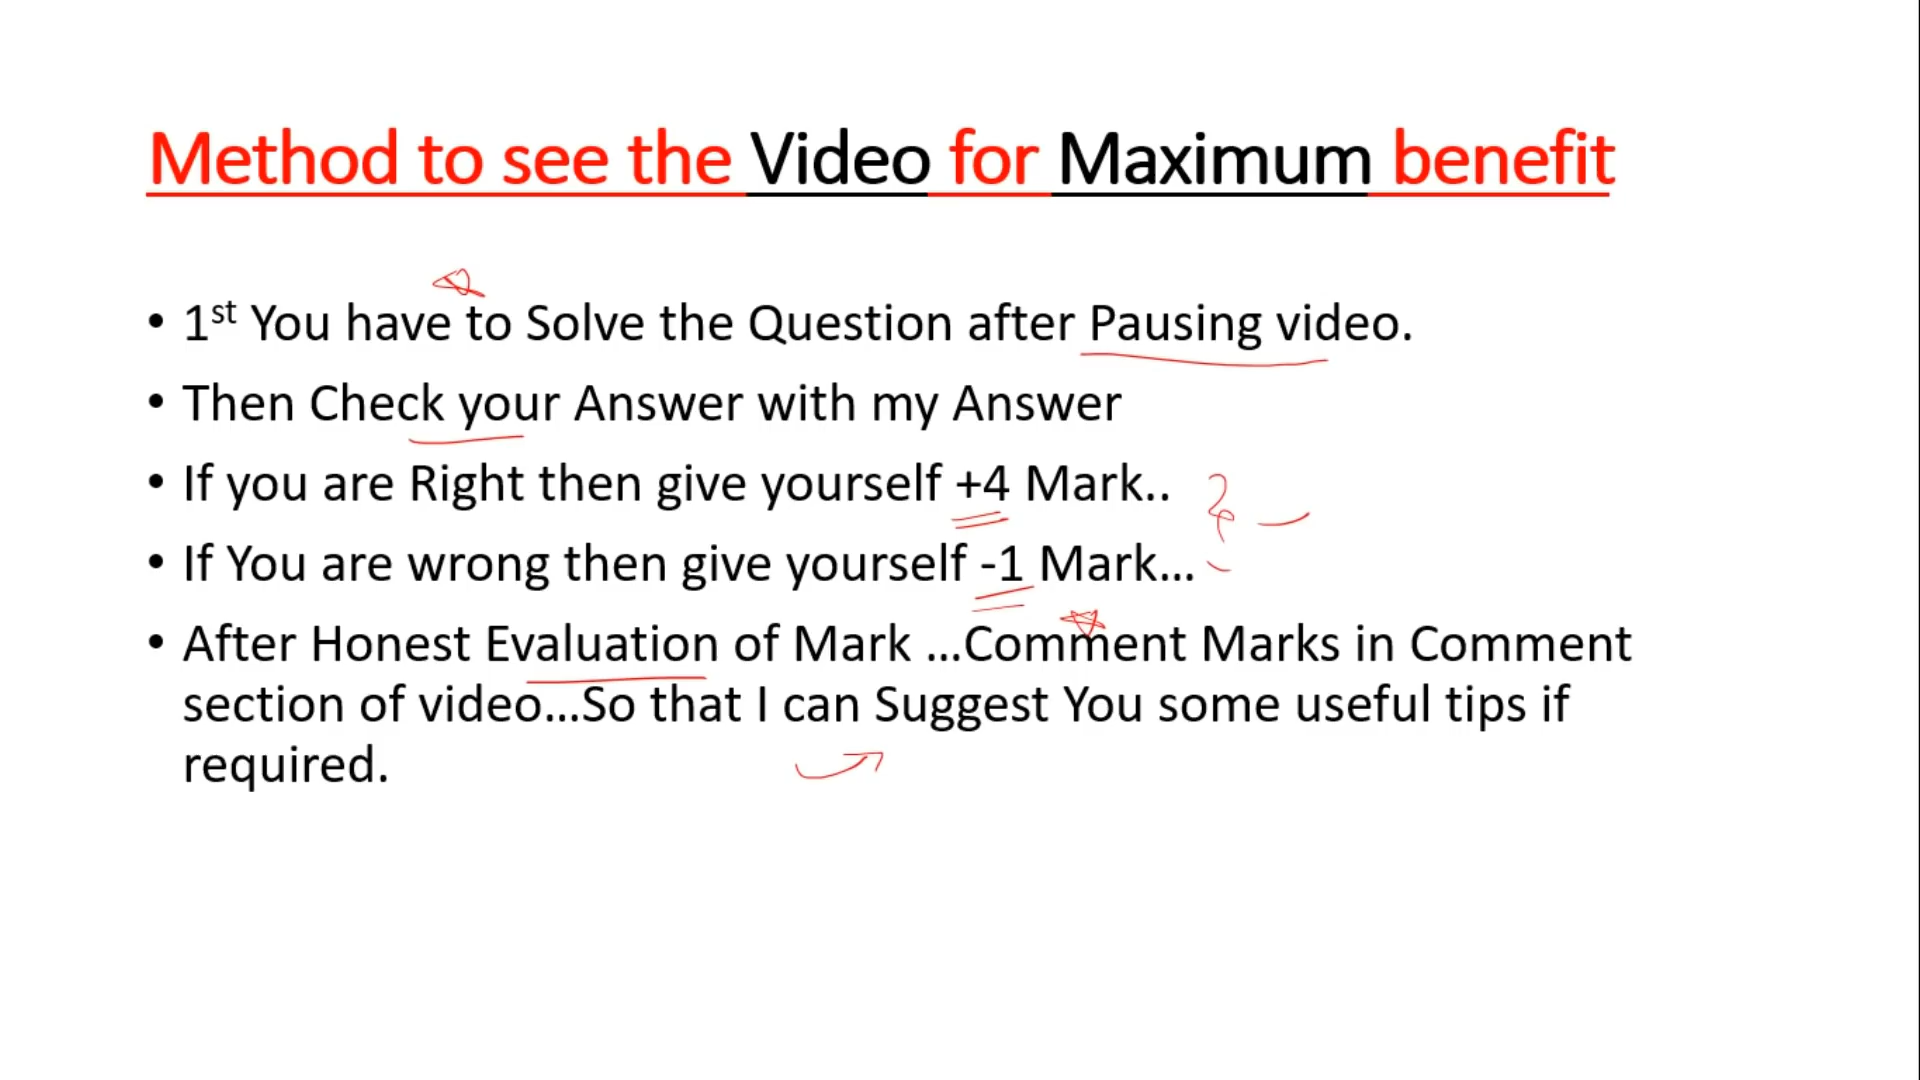 Method to see the Video for Maximum benefit
• 1st You have to Solve the Question after Pausing video.
• Then Check your Answer with my Answer
• If you are Right then give yourself +4 Mark..
• If You are wrong then give yourself -1 Mark...
• After Honest Evaluation of Mark ...Comment Marks in Comment
section of video...So that I can Suggest You some useful tips if
required.